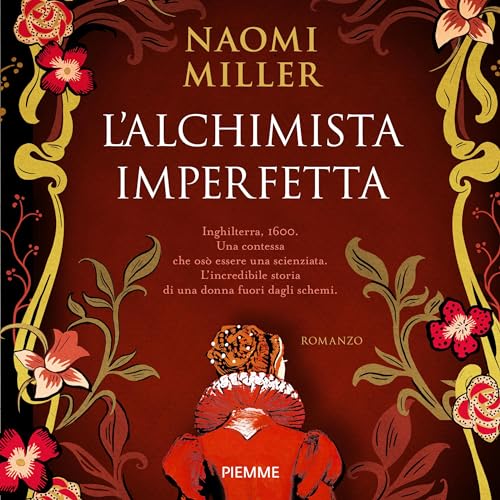 NAOMI
MILLER
L'ALCHIMISTA
IMPERFETTA
Inghilterra, 1600.
Una contessa
che osò essere una scienziata.
L'incredibile storia
di una donna fuori dagli schemi.
ROMANZO
PIEMME